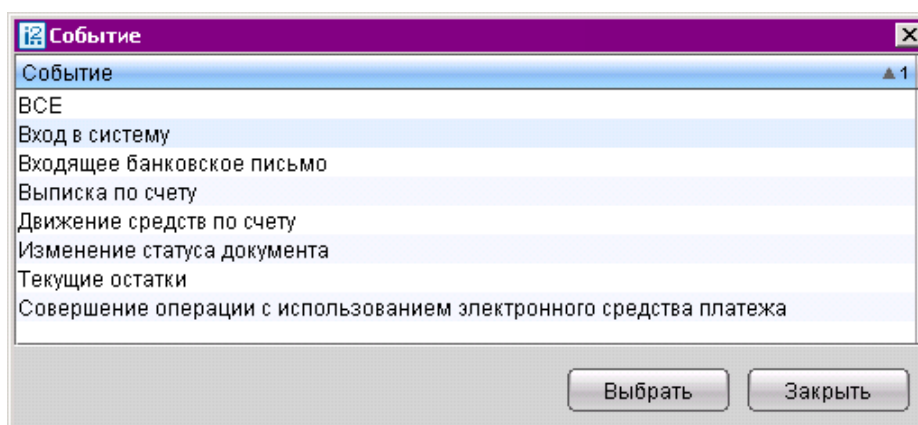 i2 Событие
Событие ▲1
ВСЕ
Вход в систему
Входящее банковское письмо
Выписка по счету
Движение средств по счету
Изменение статуса документа
Текущие остатки
Совершение операции с использованием электронного средства платежа
Выбрать Закрыть